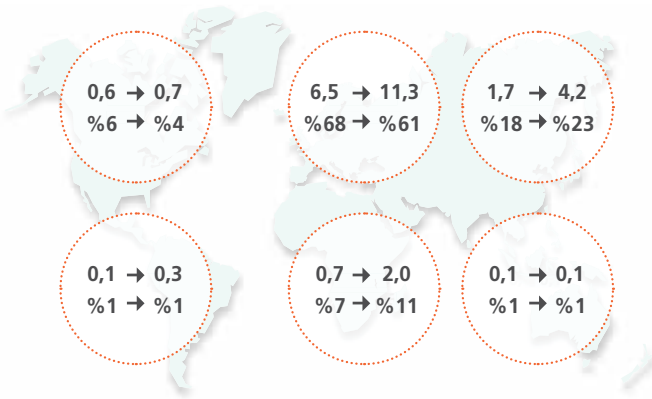 0,6 → 0,7
%6 → %4
6,5 → 11,3
%68 → %61
1,7 → 4,2
%18 → %23
0,1 → 0,3
%1 → %1
0,7 → 2,0
%7 → %11
0,1 → 0,1
%1 → %1